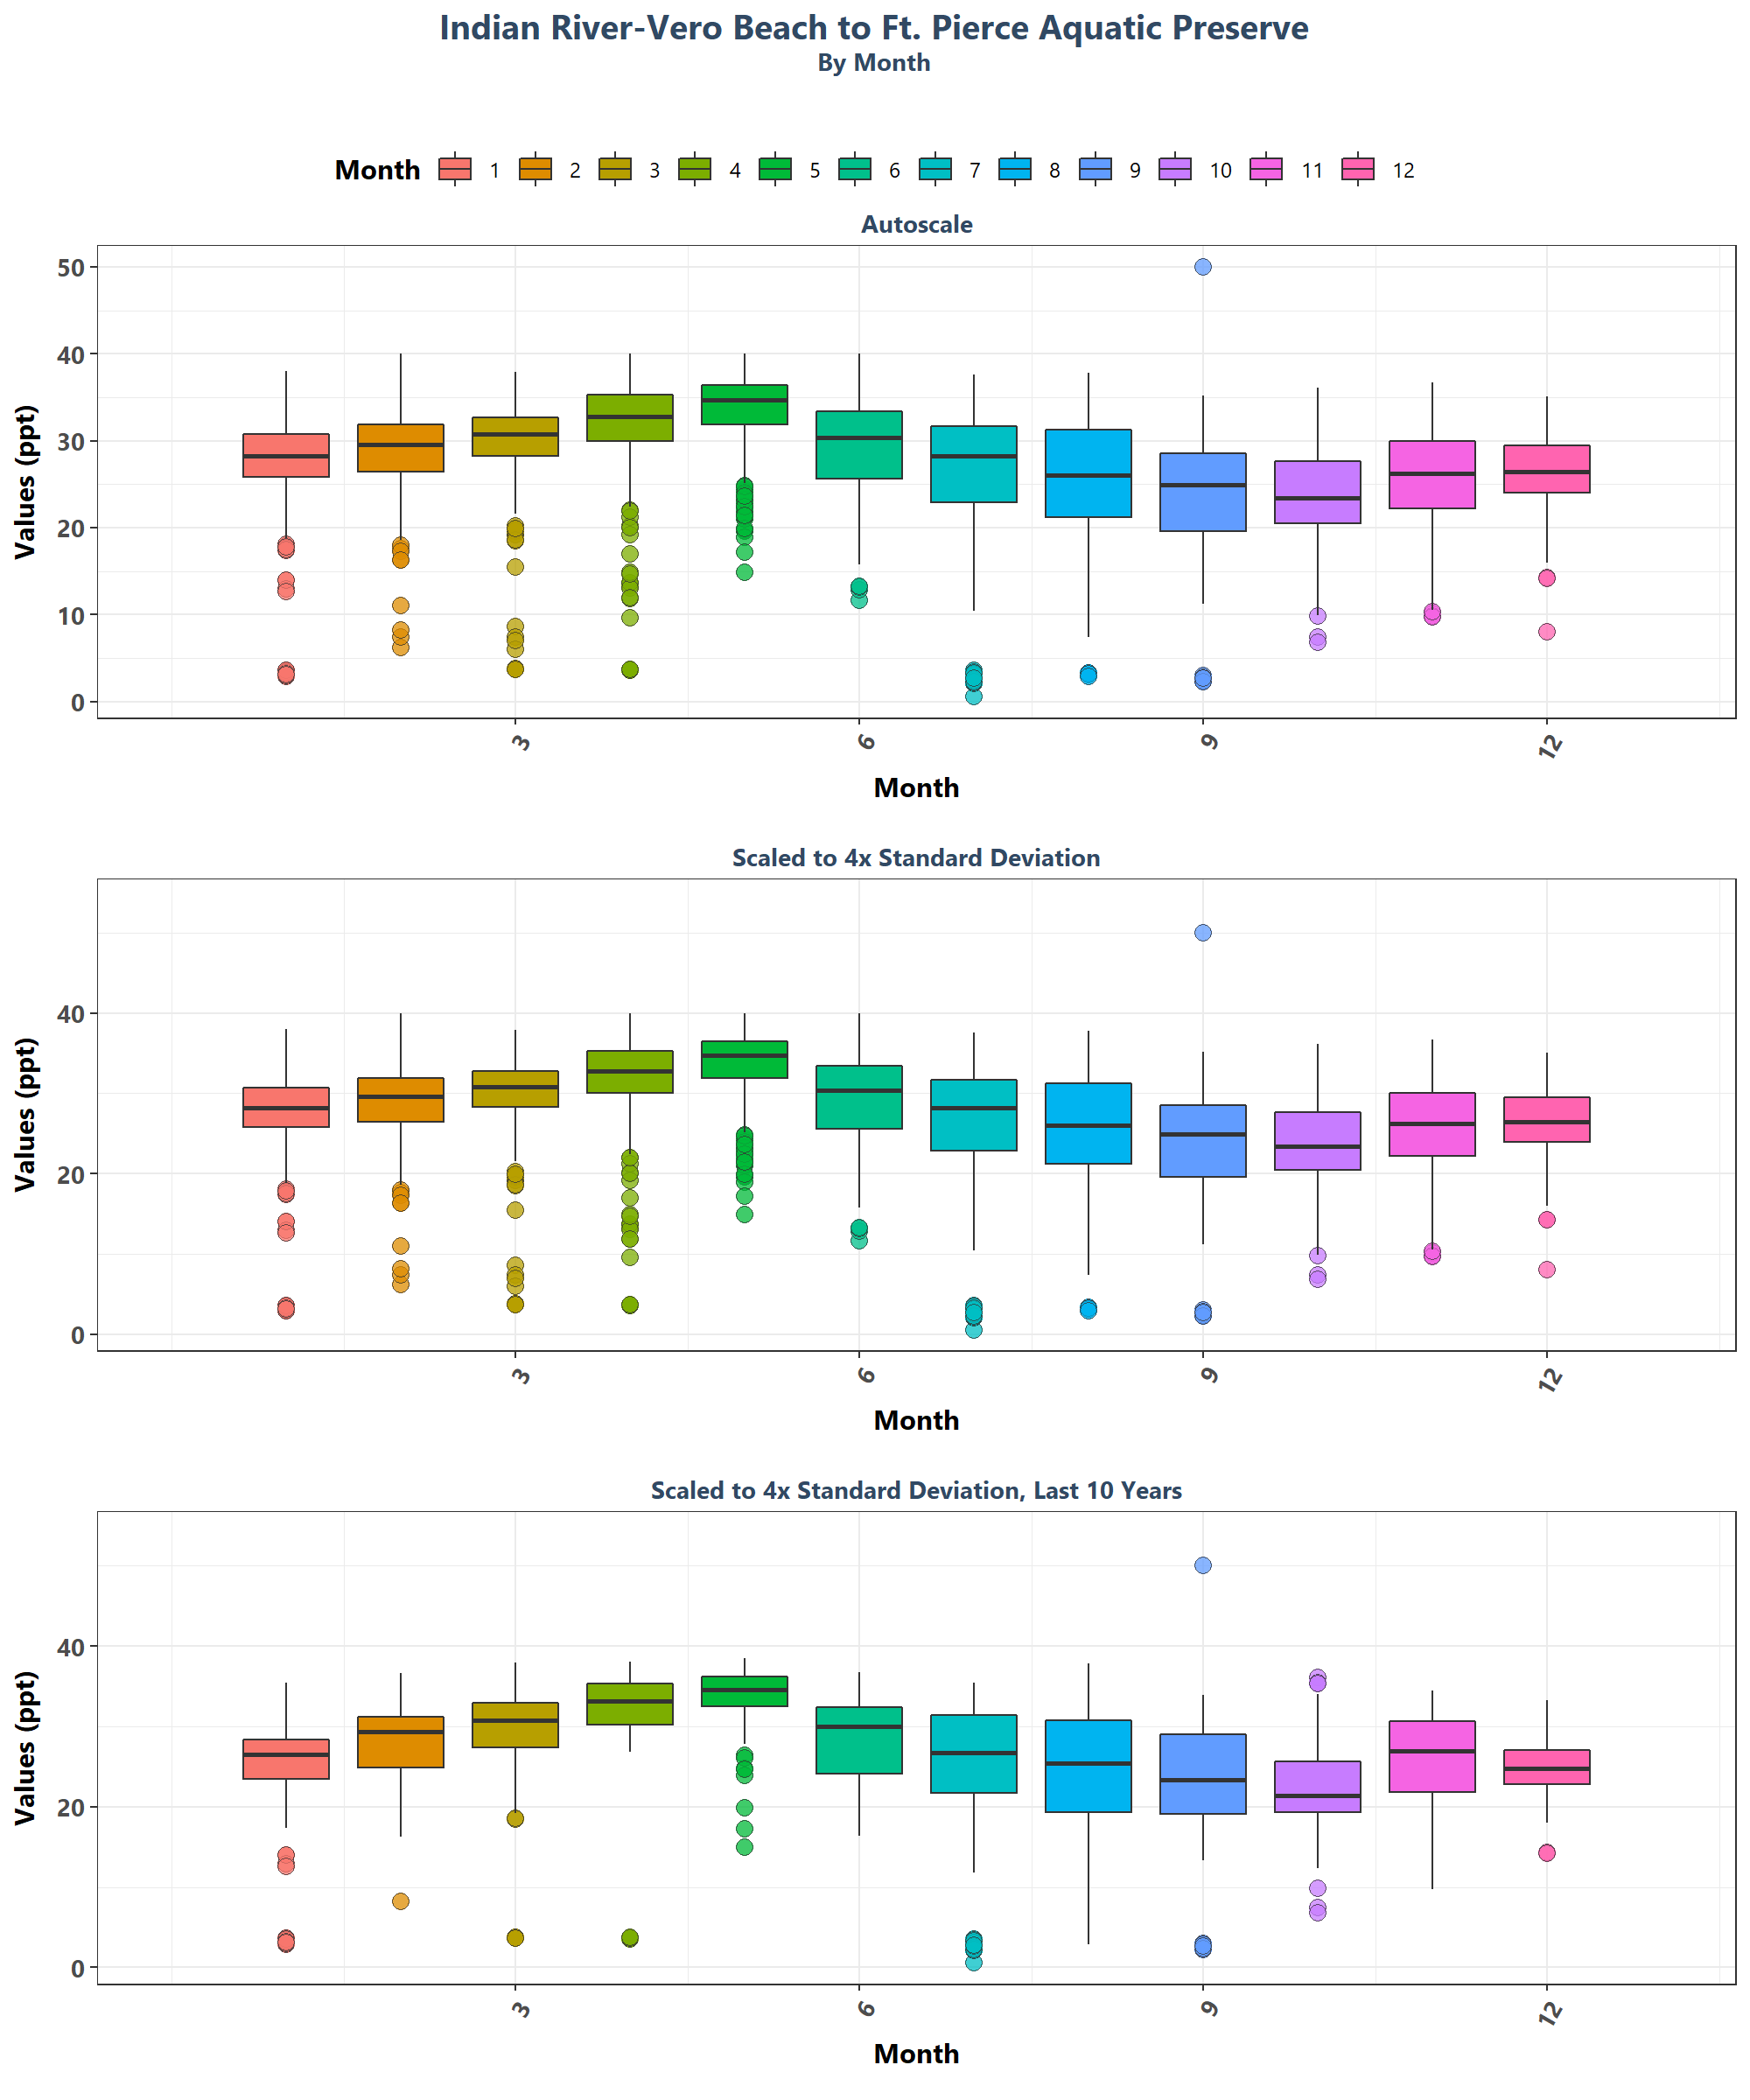 Indian River-Vero Beach to Ft. Pierce Aquatic Preserve
By Month
Month 1 2 3 4 5 6 7 8 9 10 11 12
Autoscale
Values (ppt)
50
40
30
20
10
0
3 6 9 12
Month
Scaled to 4x Standard Deviation
Values (ppt)
40
20
0
3 6 9 12
Month
Scaled to 4x Standard Deviation, Last 10 Years
Values (ppt)
40
20
0
3 6 9 12
Month